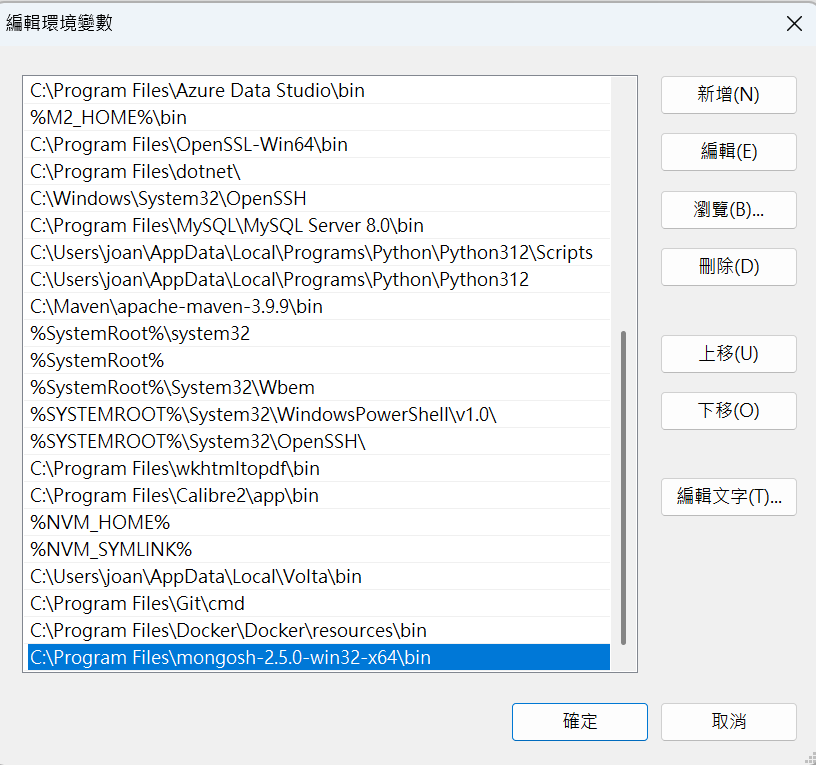 編輯環境變數
C:\Program Files\Azure Data Studio\bin
%M2_HOME%\bin
C:\Program Files\OpenSSL-Win64\bin
C:\Program Files\dotnet\
C:\Windows\System32\OpenSSH
C:\Program Files\MySQL\MySQL Server 8.0\bin
C:\Users\joan\AppData\Local\Programs\Python\Python312\Scripts
C:\Users\joan\AppData\Local\Programs\Python\Python312
C:\Maven\apache-maven-3.9.9\bin
%SystemRoot%\system32
%SystemRoot%
%SystemRoot%\System32\Wbem
%SYSTEMROOT%\System32\WindowsPowerShell\v1.0\
%SYSTEMROOT%\System32\OpenSSH\
C:\Program Files\wkhtmltopdf\bin
C:\Program Files\Calibre2\app\bin
%NVM_HOME%
%NVM_SYMLINK%
C:\Users\joan\AppData\Local\Volta\bin
C:\Program Files\Git\cmd
C:\Program Files\Docker\Docker\resources\bin
C:\Program Files\mongosh-2.5.0-win32-x64\bin
新增(N)
編輯(E)
瀏覽(B)...
刪除(D)
上移(U)
下移(O)
編輯文字(T)...
確定
取消